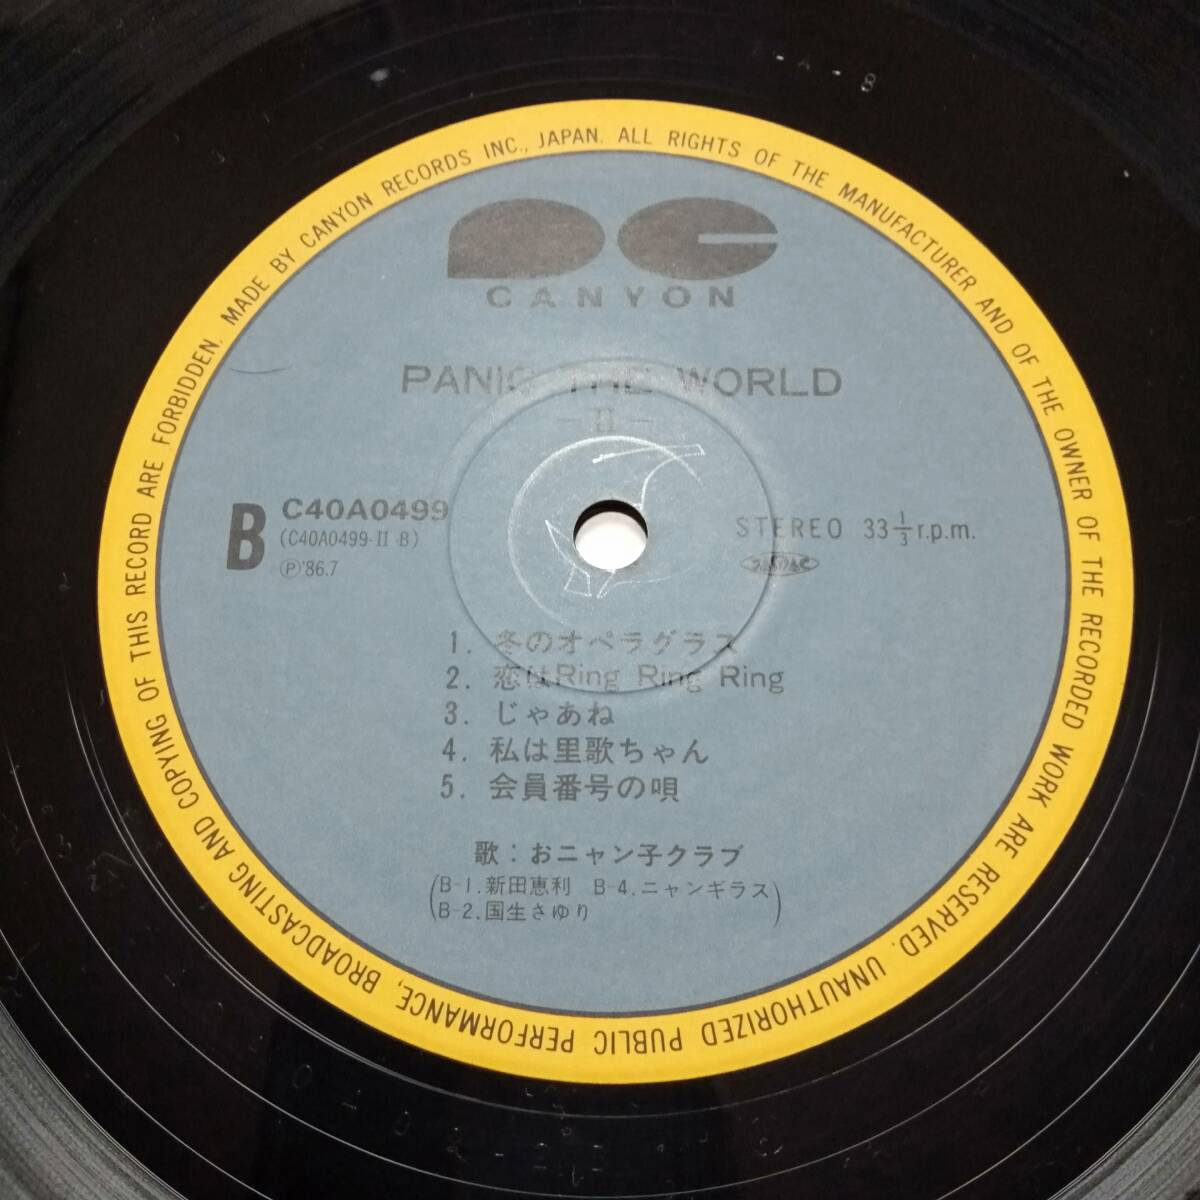 MADE BY CANYON RECORDS INC., JAPAN. ALL RIGHTS OF THE MANUFACTURER AND OF THE OWNER OF THE RECORDED WORK ARE RESERVED. UNAUTHORIZED PUBLIC PERFORMANCE, BROADCASTING AND COPYING OF THIS RECORD ARE FORBIDDEN.
CANYON
PANIC THE WORLD
—II—
B
C40A0499
(C40A0499-II-B)
Ⓟ'86.7
STEREO 33 1/3 r.p.m.
1. 冬のオペラグラス
2. 恋はRing Ring Ring
3. じゃあね
4. 私は里歌ちゃん
5. 会員番号の唄
歌：おニャン子クラブ
(B-1.新田恵利 B-4.ニャンギラス
B-2.国生さゆり)